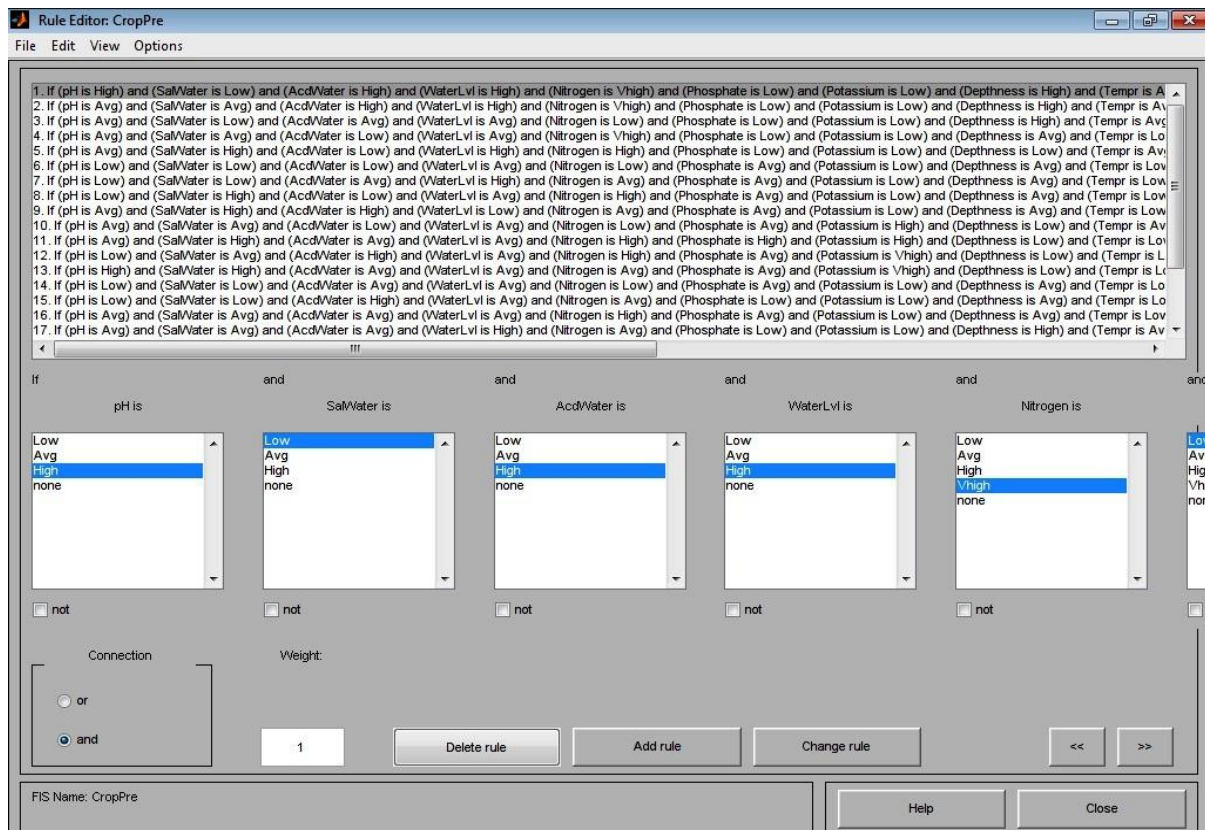 Rule Editor: CropPre
File Edit View Options
1. If (pH is High) and (SalWater is Low) and (AcdWater is High) and (WaterLvl is High) and (Nitrogen is Vhigh) and (Phosphate is Low) and (Potassium is Low) and (Depthness is High) and (Tempr is A
2. If (pH is Avg) and (SalWater is Avg) and (AcdWater is High) and (WaterLvl is High) and (Nitrogen is Vhigh) and (Phosphate is Low) and (Potassium is Low) and (Depthness is High) and (Tempr is Av
3. If (pH is Avg) and (SalWater is Low) and (AcdWater is Avg) and (WaterLvl is Avg) and (Nitrogen is Low) and (Phosphate is Low) and (Potassium is Low) and (Depthness is High) and (Tempr is Avg
4. If (pH is Avg) and (SalWater is Avg) and (AcdWater is Low) and (WaterLvl is Avg) and (Nitrogen is Vhigh) and (Phosphate is Low) and (Potassium is Low) and (Depthness is Avg) and (Tempr is Lo
5. If (pH is Avg) and (SalWater is High) and (AcdWater is Low) and (WaterLvl is High) and (Nitrogen is High) and (Phosphate is Avg) and (Potassium is Low) and (Depthness is Low) and (Tempr is Av
6. If (pH is Low) and (SalWater is Low) and (AcdWater is Low) and (WaterLvl is Avg) and (Nitrogen is Low) and (Phosphate is Avg) and (Potassium is Low) and (Depthness is Avg) and (Tempr is Lov
7. If (pH is Low) and (SalWater is Low) and (AcdWater is Avg) and (WaterLvl is High) and (Nitrogen is Avg) and (Phosphate is Avg) and (Potassium is Low) and (Depthness is Avg) and (Tempr is Low
8. If (pH is Low) and (SalWater is High) and (AcdWater is Low) and (WaterLvl is High) and (Nitrogen is Avg) and (Phosphate is Avg) and (Potassium is Low) and (Depthness is Avg) and (Tempr is Low
9. If (pH is Avg) and (SalWater is High) and (AcdWater is High) and (WaterLvl is Low) and (Nitrogen is Avg) and (Phosphate is Avg) and (Potassium is Low) and (Depthness is Avg) and (Tempr is Low
10. If (pH is Avg) and (SalWater is Avg) and (AcdWater is Low) and (WaterLvl is Avg) and (Nitrogen is Low) and (Phosphate is Avg) and (Potassium is High) and (Depthness is Low) and (Tempr is Av
11. If (pH is Avg) and (SalWater is High) and (AcdWater is Avg) and (WaterLvl is Avg) and (Nitrogen is High) and (Phosphate is High) and (Potassium is High) and (Depthness is Low) and (Tempr is Lov
12. If (pH is Low) and (SalWater is Avg) and (AcdWater is High) and (WaterLvl is Avg) and (Nitrogen is High) and (Phosphate is Avg) and (Potassium is Vhigh) and (Depthness is Low) and (Tempr is L
13. If (pH is High) and (SalWater is High) and (AcdWater is Avg) and (WaterLvl is Avg) and (Nitrogen is Avg) and (Phosphate is Avg) and (Potassium is Vhigh) and (Depthness is Low) and (Tempr is Lo
14. If (pH is Low) and (SalWater is Low) and (AcdWater is Avg) and (WaterLvl is Avg) and (Nitrogen is Low) and (Phosphate is Avg) and (Potassium is Low) and (Depthness is Avg) and (Tempr is Lo
15. If (pH is Low) and (SalWater is Low) and (AcdWater is High) and (WaterLvl is Avg) and (Nitrogen is Avg) and (Phosphate is Low) and (Potassium is Low) and (Depthness is Avg) and (Tempr is Lo
16. If (pH is Avg) and (SalWater is Avg) and (AcdWater is Avg) and (WaterLvl is Avg) and (Nitrogen is High) and (Phosphate is Low) and (Potassium is Low) and (Depthness is Avg) and (Tempr is Lov
17. If (pH is Avg) and (SalWater is Avg) and (AcdWater is Avg) and (WaterLvl is High) and (Nitrogen is Avg) and (Phosphate is Low) and (Potassium is Low) and (Depthness is High) and (Tempr is Av
If and and and and and
pH is SalWater is AcdWater is WaterLvl is Nitrogen is
Low Low Low Low Low Lov
Avg Avg Avg Avg Avg Av
High High High High High Hig
none none none none Vhigh Vh
none nor
not not not not not
Connection Weight:
or
and 1 Delete rule Add rule Change rule << >>
FIS Name: CropPre
Help Close